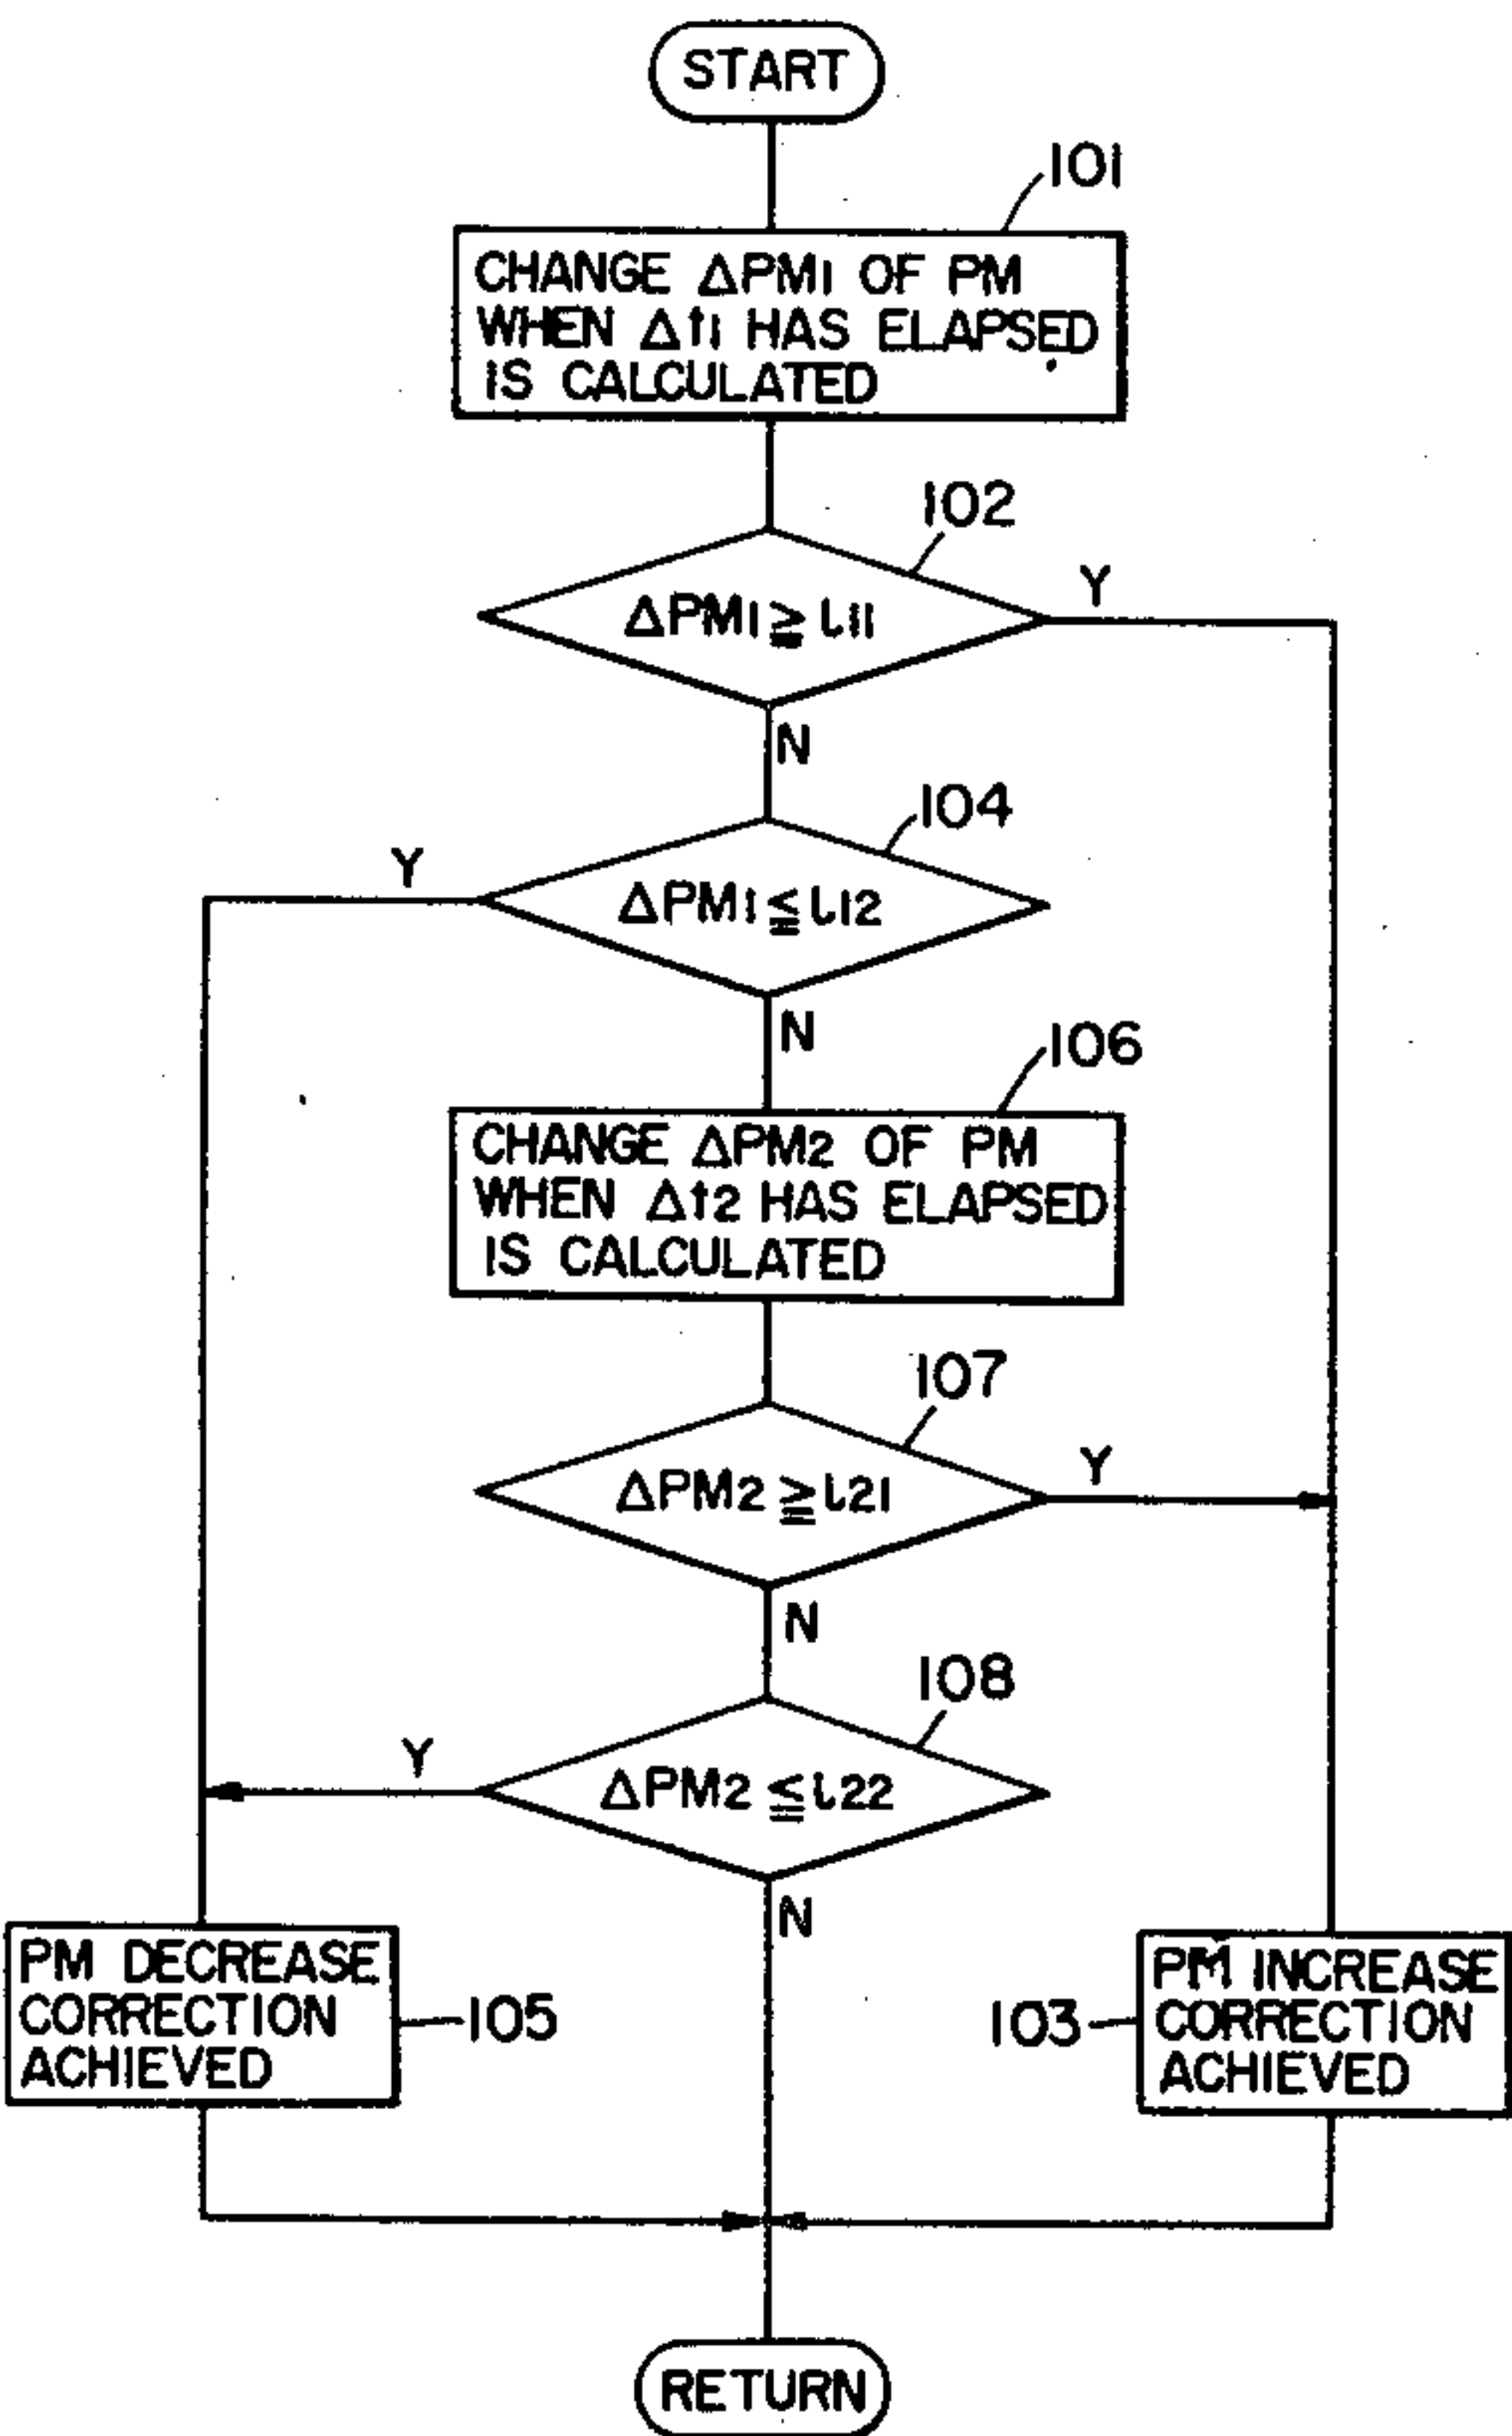 START
101
CHANGE ΔPM1 OF PM
WHEN Δt1 HAS ELAPSED
IS CALCULATED
102
ΔPM1 ≧ l11
Y
N
104
ΔPM1 ≦ l12
Y
N
106
CHANGE ΔPM2 OF PM
WHEN Δt2 HAS ELAPSED
IS CALCULATED
107
ΔPM2 ≧ l21
Y
N
108
ΔPM2 ≦ l22
Y
N
PM DECREASE
CORRECTION
ACHIEVED
105
103
PM INCREASE
CORRECTION
ACHIEVED
RETURN